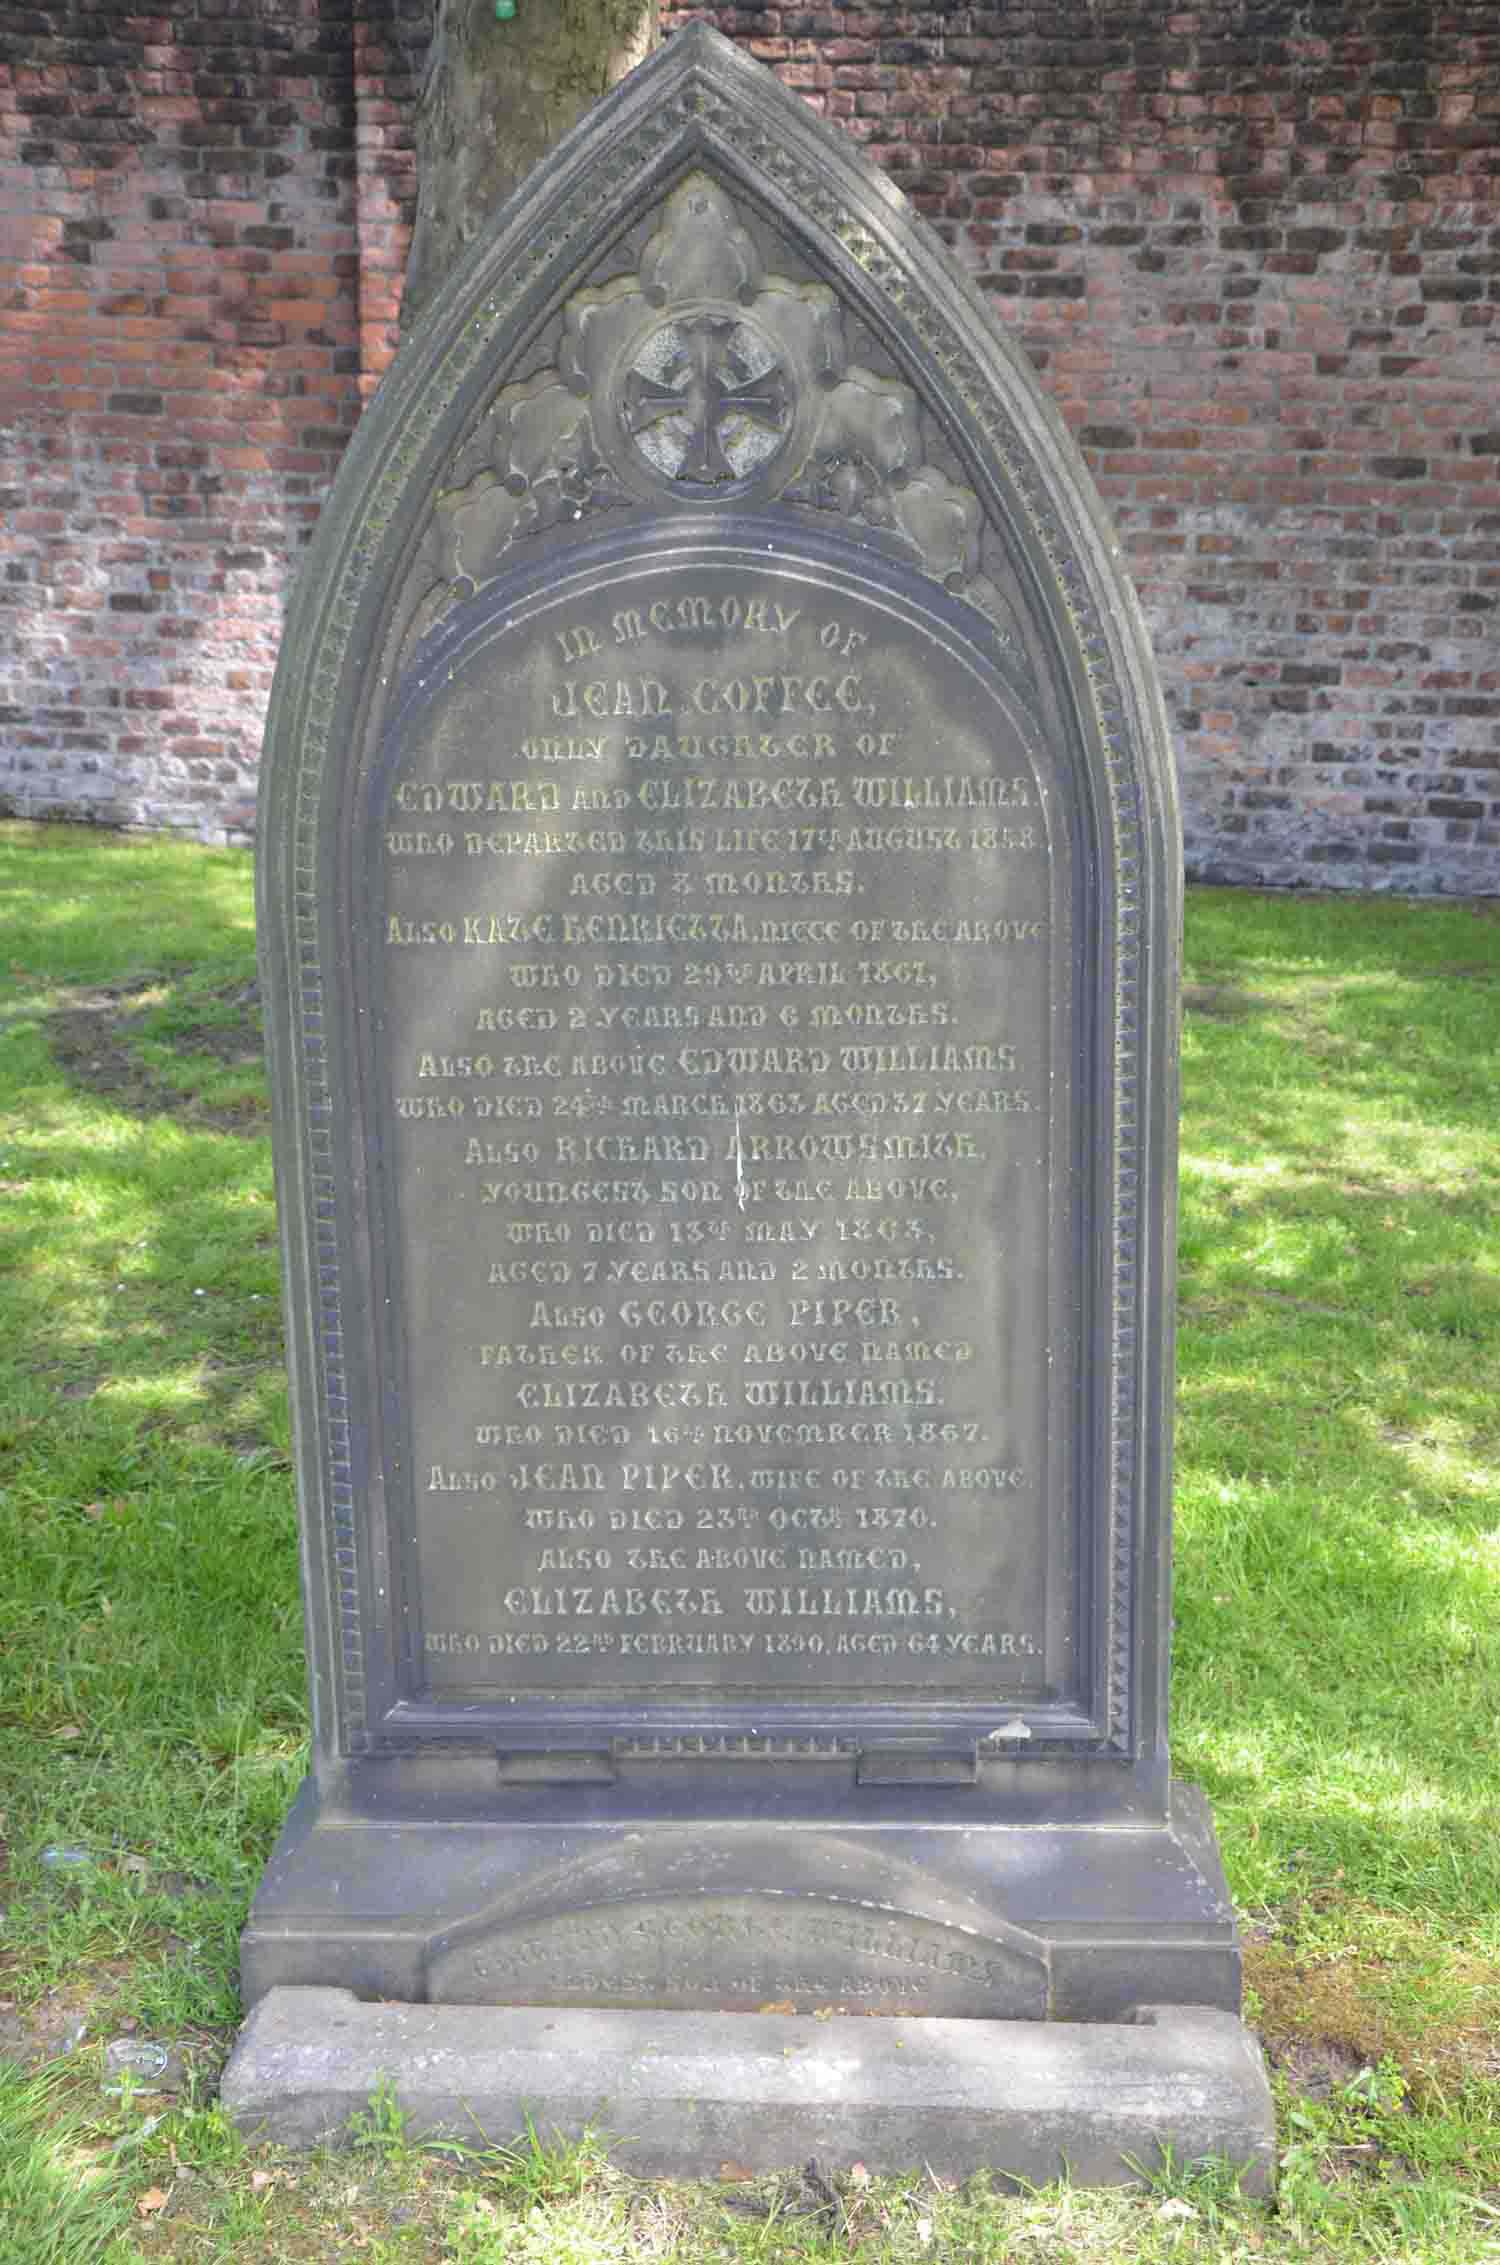 IN MEMORY OF
JEAN COFFEE,
ONLY DAUGHTER OF
EDWARD AND ELIZABETH WILLIAMS.
WHO DEPARTED THIS LIFE 17th AUGUST 1858.
AGED 8 MONTHS.
ALSO KATE HENRIETTA, NIECE OF THE ABOVE
WHO DIED 29th APRIL 1861,
AGED 2 YEARS AND 6 MONTHS.
ALSO THE ABOVE EDWARD WILLIAMS
WHO DIED 24th MARCH 1863 AGED 37 YEARS.
ALSO RICHARD ARROWSMITH,
YOUNGEST SON OF THE ABOVE,
WHO DIED 13th MAY 1863,
AGED 7 YEARS AND 2 MONTHS.
ALSO GEORGE PIPER,
FATHER OF THE ABOVE NAMED
ELIZABETH WILLIAMS.
WHO DIED 16th NOVEMBER 1867.
ALSO JEAN PIPER, WIFE OF THE ABOVE.
WHO DIED 23rd OCTr 1870.
ALSO THE ABOVE NAMED,
ELIZABETH WILLIAMS,
WHO DIED 22nd FEBRUARY 1890, AGED 64 YEARS.
EDWARD GEORGE WILLIAMS
SON OF THE ABOVE